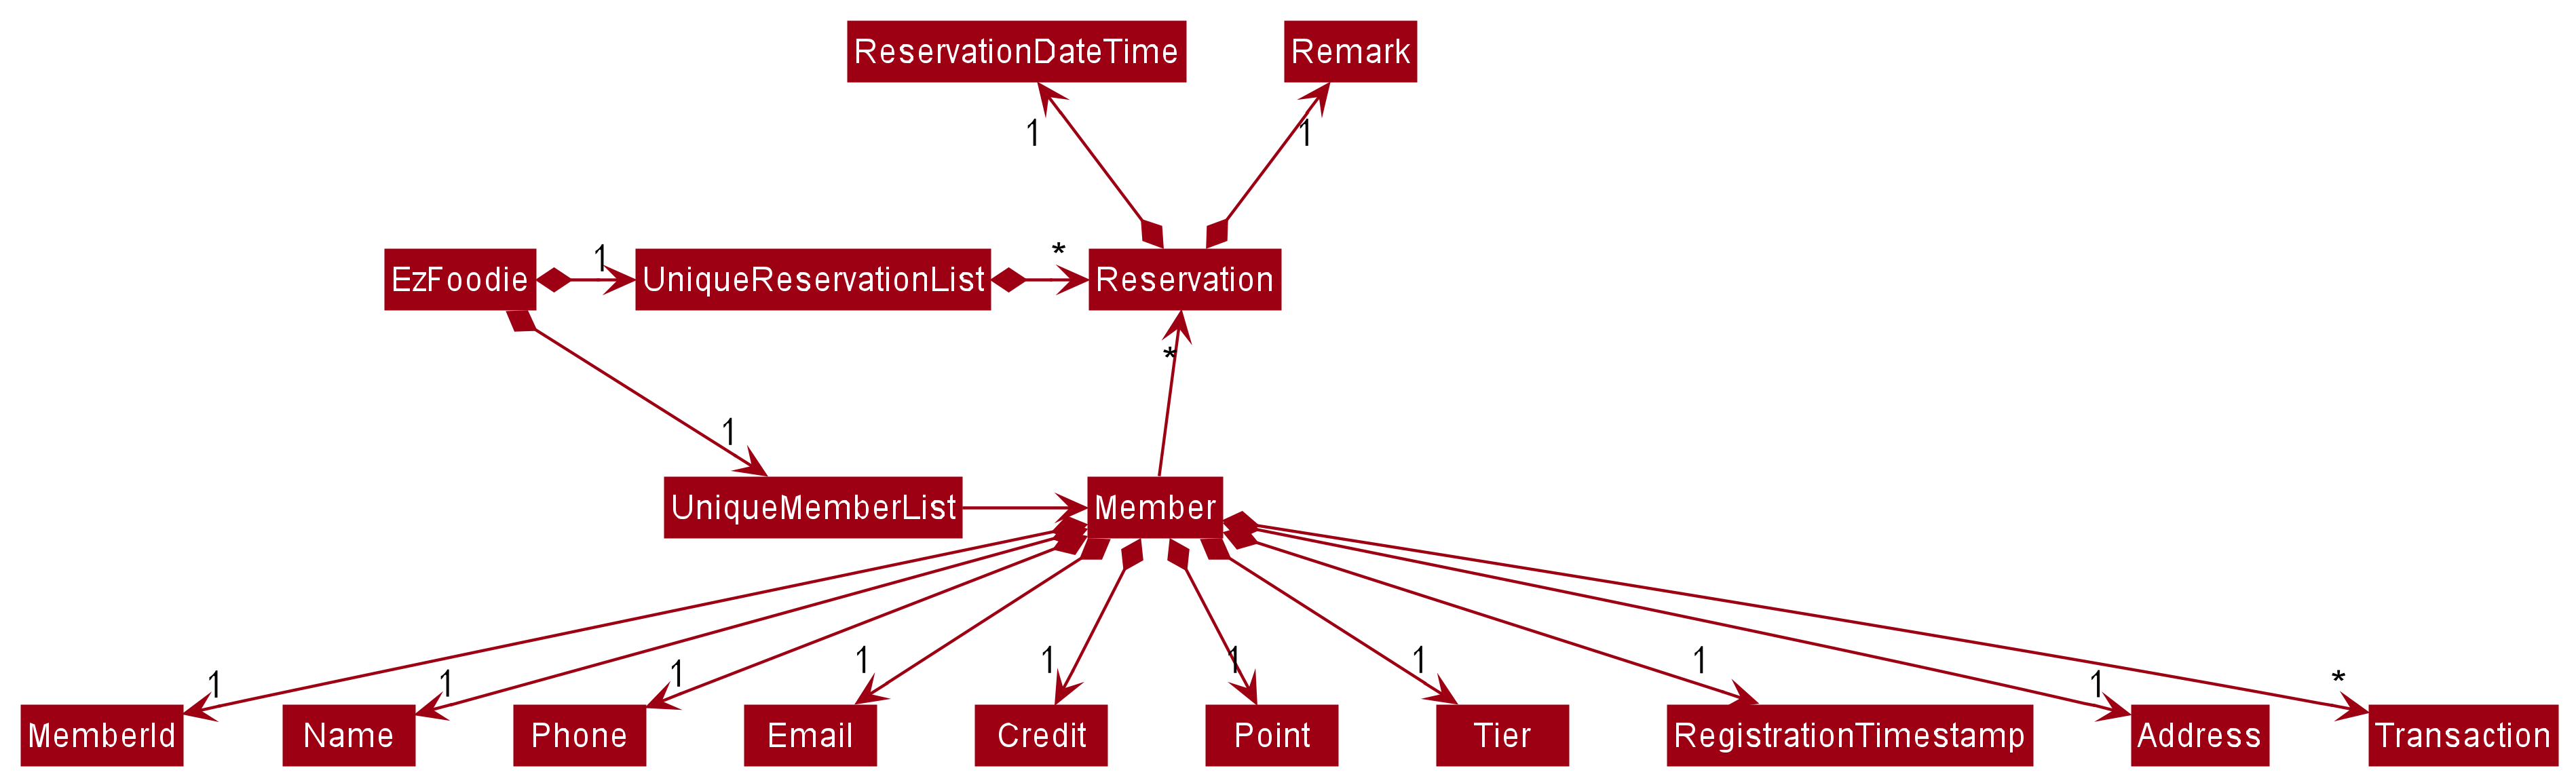 ReservationDateTime
Remark
1
1
EzFoodie
1
UniqueReservationList
*
Reservation
*
1
UniqueMemberList
Member
1
1
1
1
1
1
1
1
1
*
MemberId
Name
Phone
Email
Credit
Point
Tier
RegistrationTimestamp
Address
Transaction